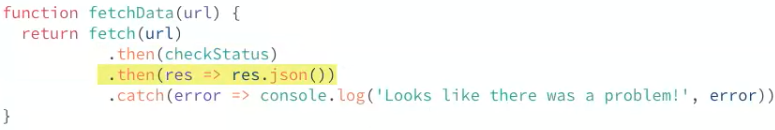 function fetchData(url) {
  return fetch(url)
           .then(checkStatus)
           .then(res => res.json())
           .catch(error => console.log('Looks like there was a problem!', error))
}